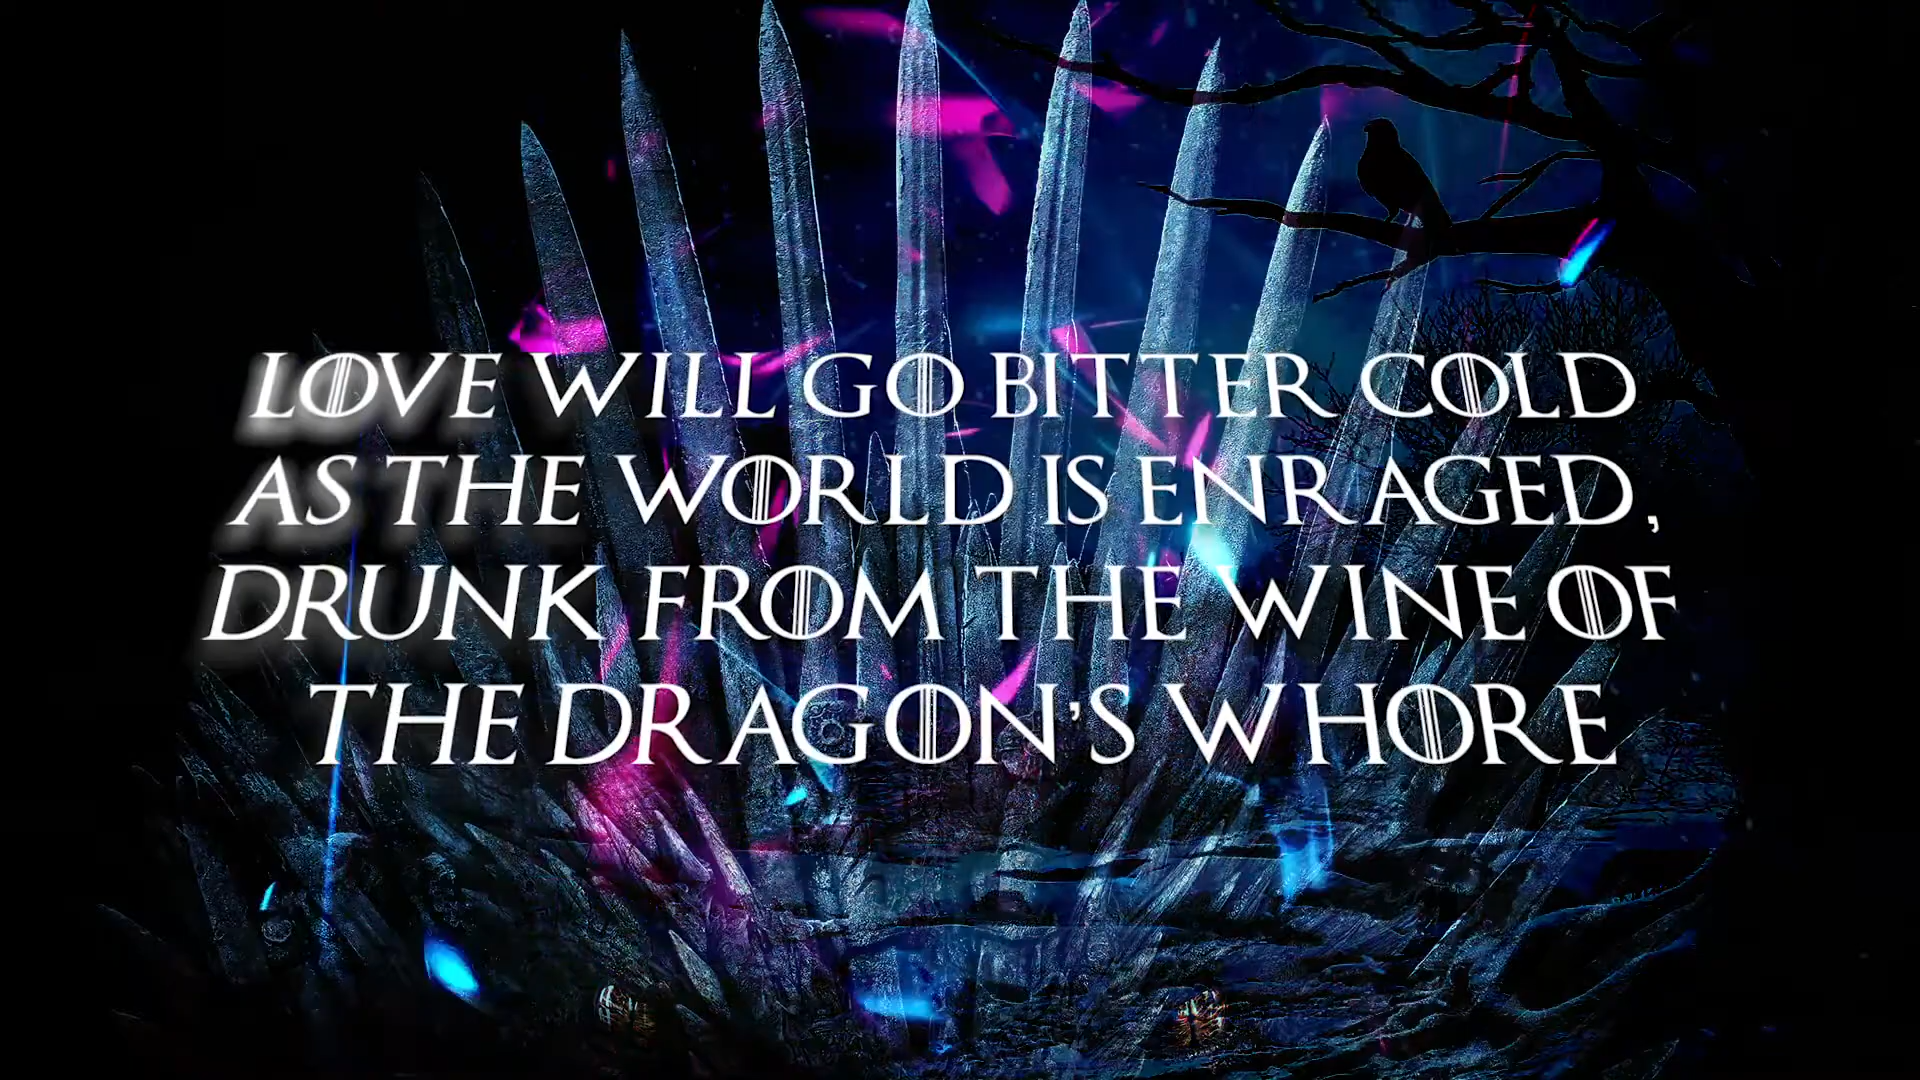 LOVE WILL GO BITTER COLD
AS THE WORLD IS ENRAGED,
DRUNK FROM THE WINE OF
THE DRAGON'S WHORE